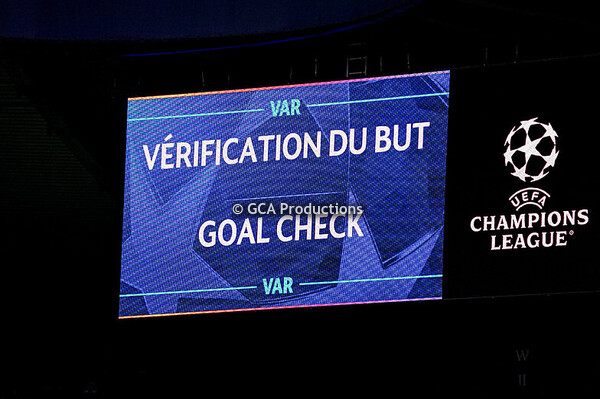 VAR
VÉRIFICATION DU BUT
© GCA Productions
GOAL CHECK
VAR
UEFA
CHAMPIONS
LEAGUE®
W